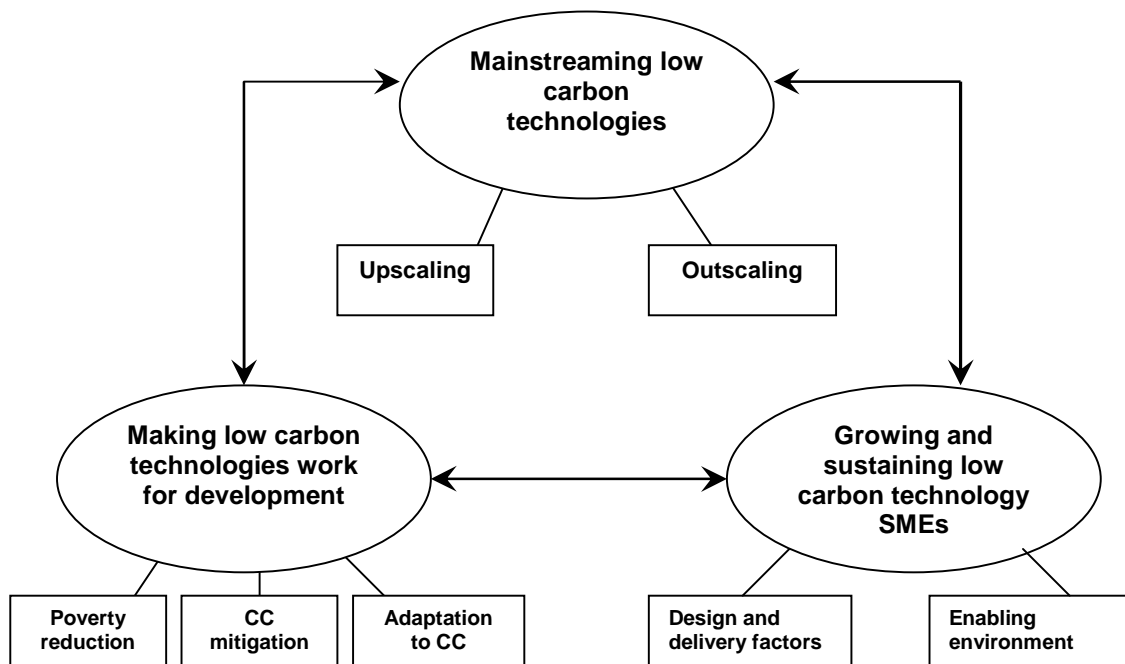 Mainstreaming low
carbon
technologies
Upscaling
Outscaling
Making low carbon
technologies work
for development
Growing and
sustaining low
carbon technology
SMEs
Poverty
reduction
CC
mitigation
Adaptation
to CC
Design and
delivery factors
Enabling
environment